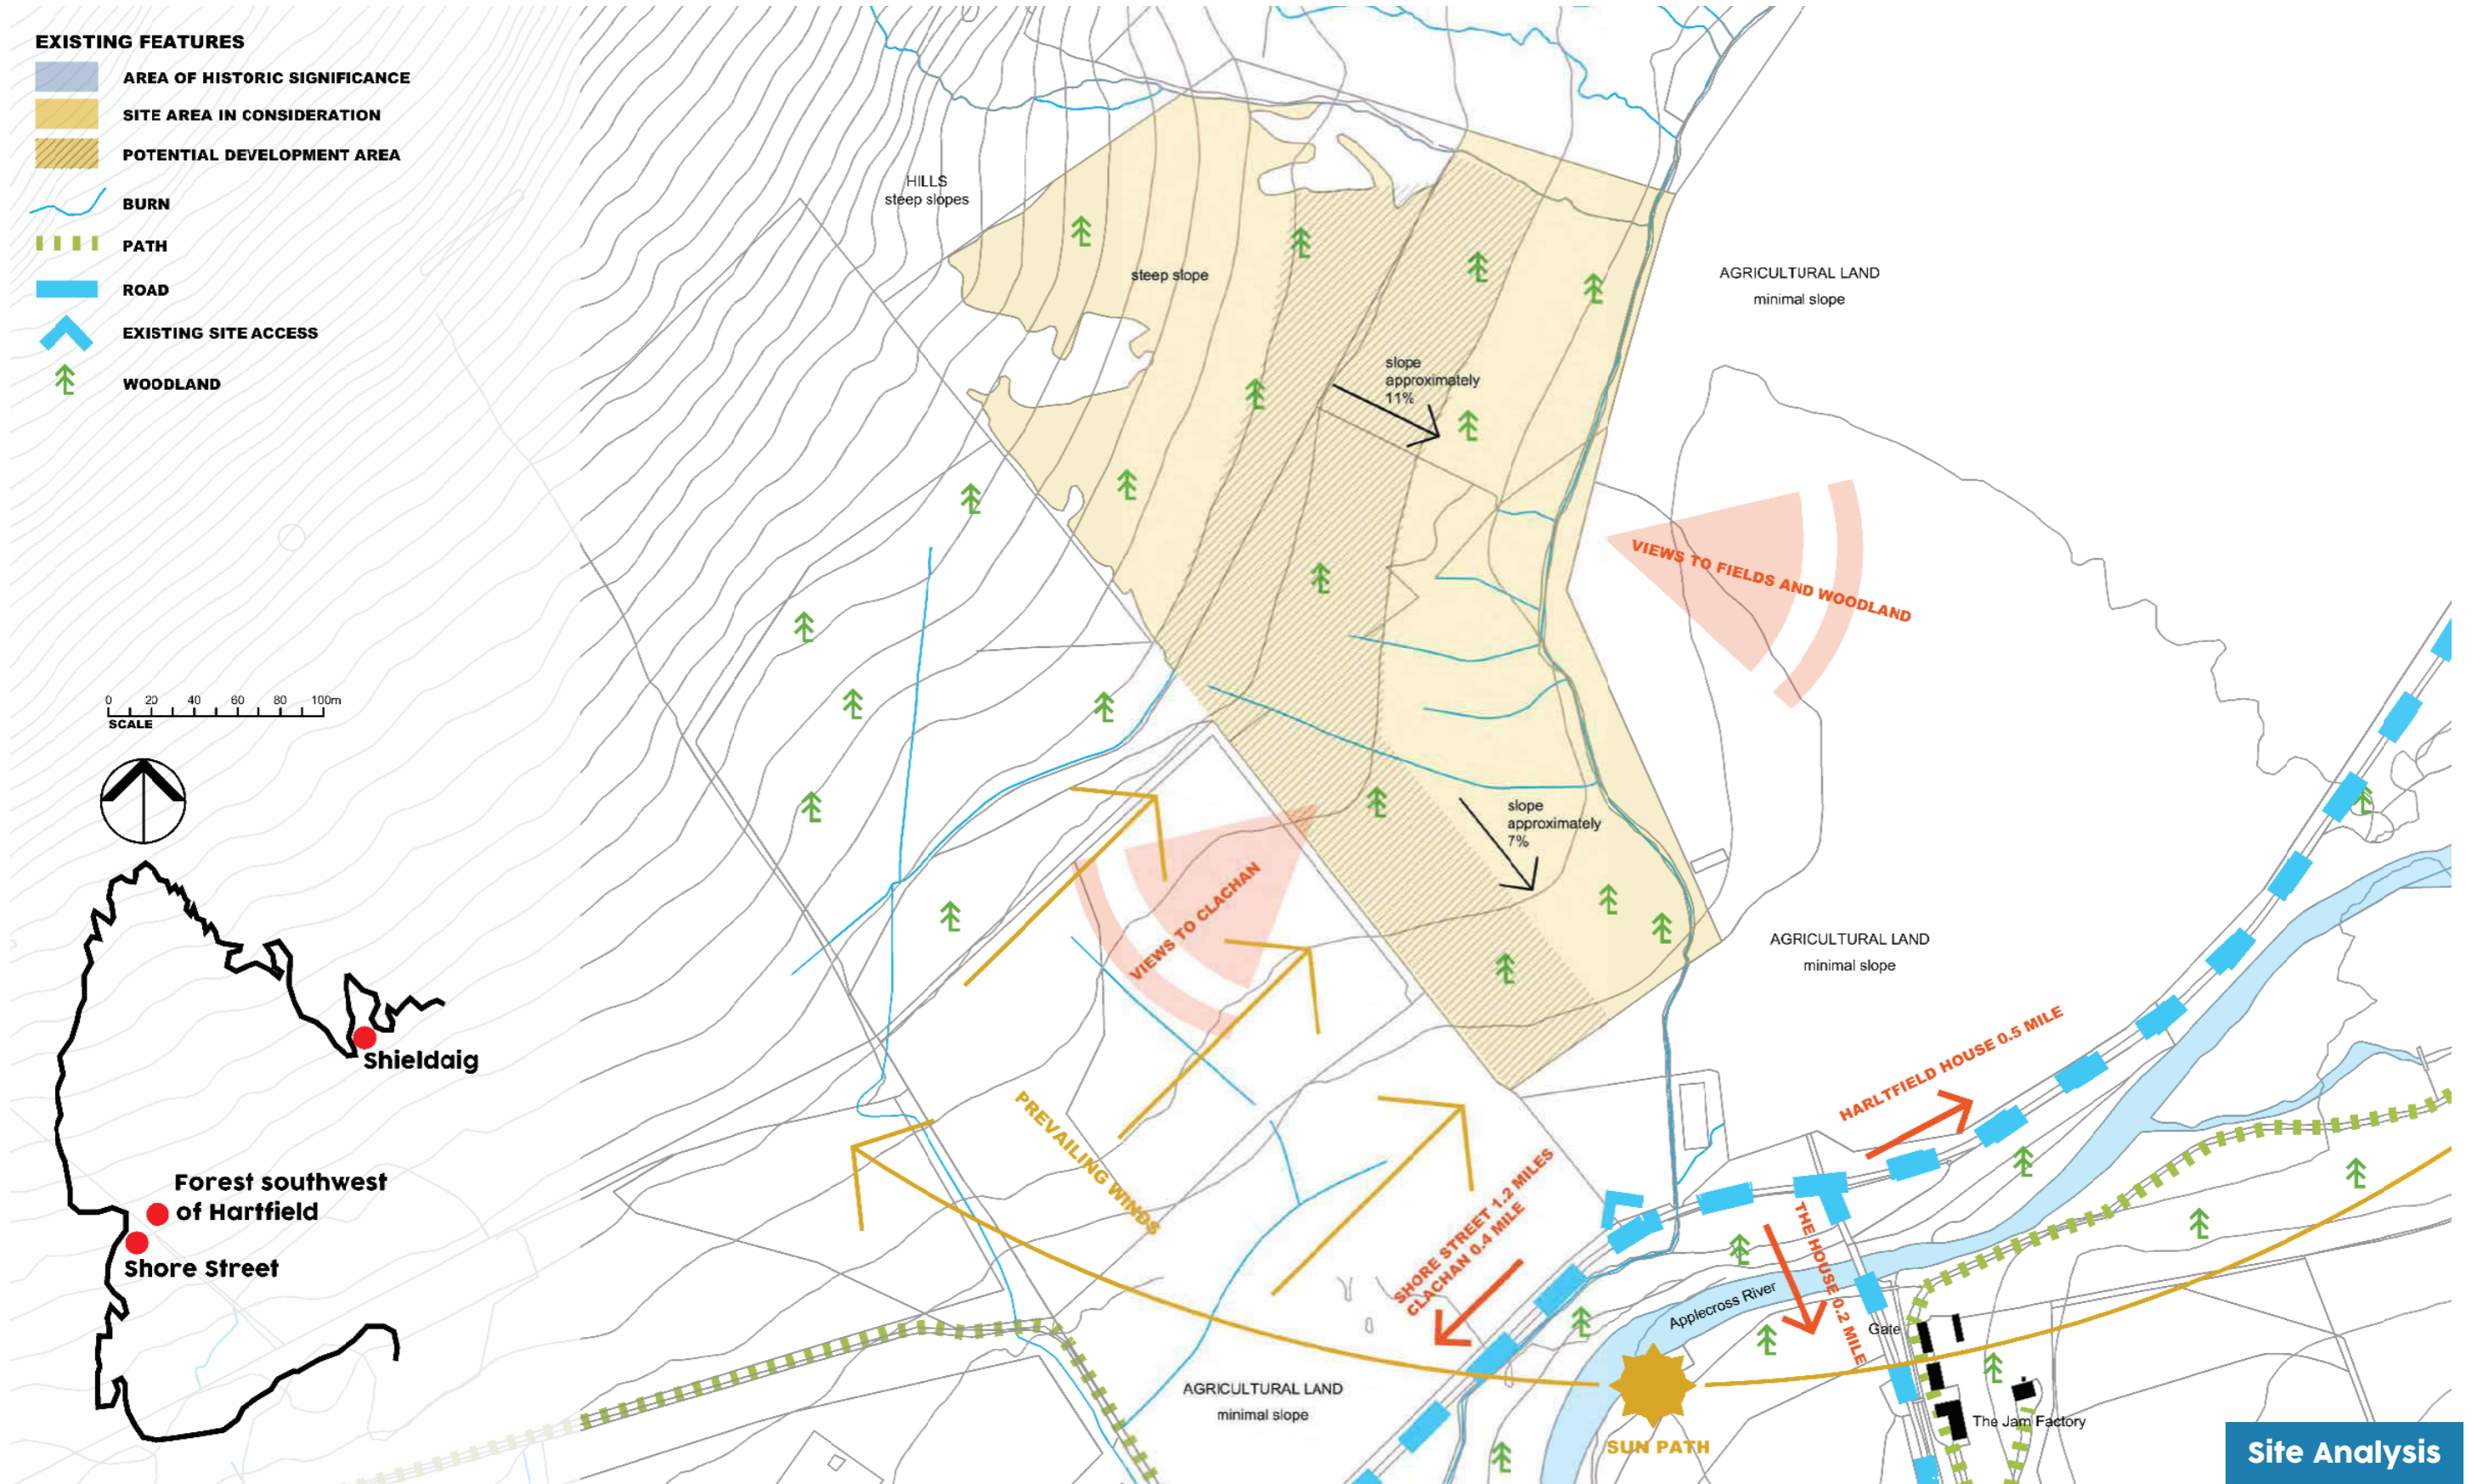 EXISTING FEATURES
AREA OF HISTORIC SIGNIFICANCE
SITE AREA IN CONSIDERATION
POTENTIAL DEVELOPMENT AREA
BURN
PATH
ROAD
EXISTING SITE ACCESS
WOODLAND
HILLS
steep slopes
steep slope
AGRICULTURAL LAND
minimal slope
slope
approximately
11%
VIEWS TO FIELDS AND WOODLAND
0 20 40 60 80 100m
SCALE
slope
approximately
7%
VIEWS TO CLACHAN
AGRICULTURAL LAND
minimal slope
Shieldaig
Forest southwest
of Hartfield
Shore Street
PREVAILING WINDS
HARLTFIELD HOUSE 0.5 MILE
SHORE STREET 1.2 MILES
CLACHAN 0.4 MILE
THE HOUSE 0.2 MILE
Applecross River
Gate
AGRICULTURAL LAND
minimal slope
SUN PATH
The Jam Factory
Site Analysis